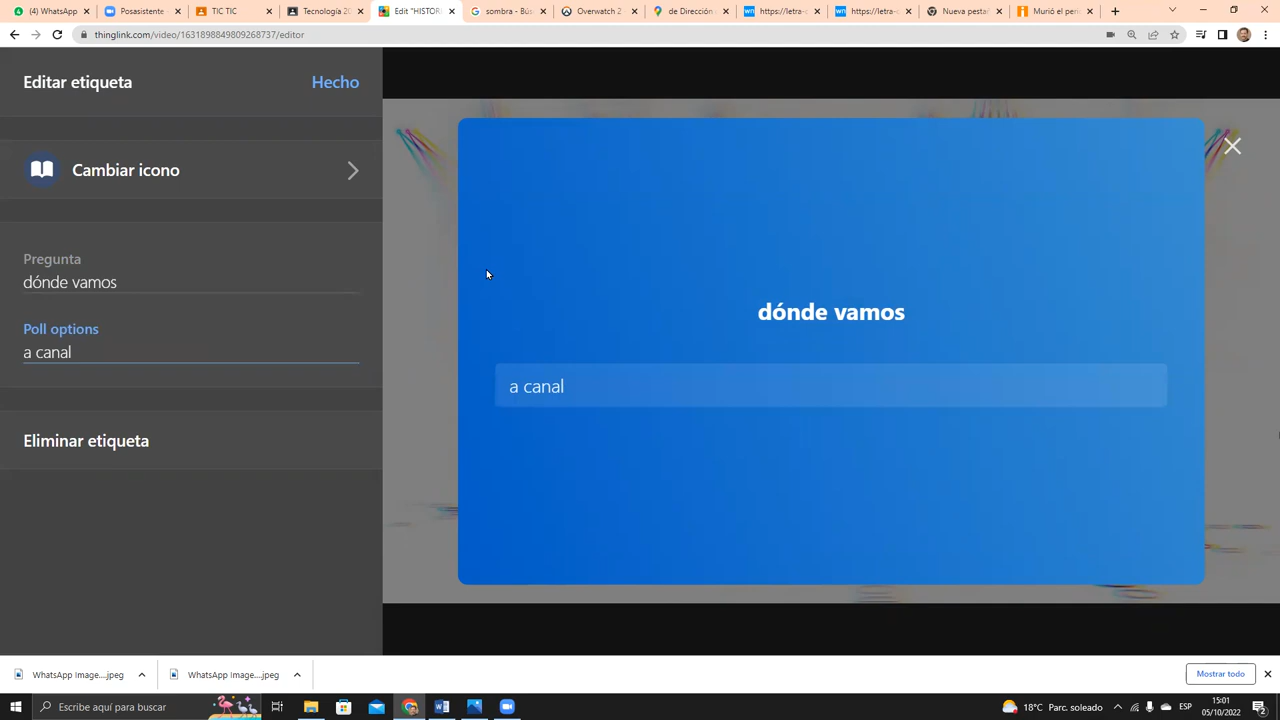 (4) WhatsApp
Posasistente
TIC TIC
Tecnología 20
Edit "HISTOR
sombra - Bús
Overwatch 2
de Dirección
https://letra-c
https://letra-c
Nueva pestañ
Murió el peri
thinglink.com/video/1631898849809268737/editor
Editar etiqueta
Hecho
Cambiar icono
Pregunta
dónde vamos
Poll options
a canal
Eliminar etiqueta
dónde vamos
a canal
WhatsApp Image....jpeg
WhatsApp Image....jpeg
Mostrar todo
Escribe aquí para buscar
18°C Parc. soleado
ESP
15:01
05/10/2022
2